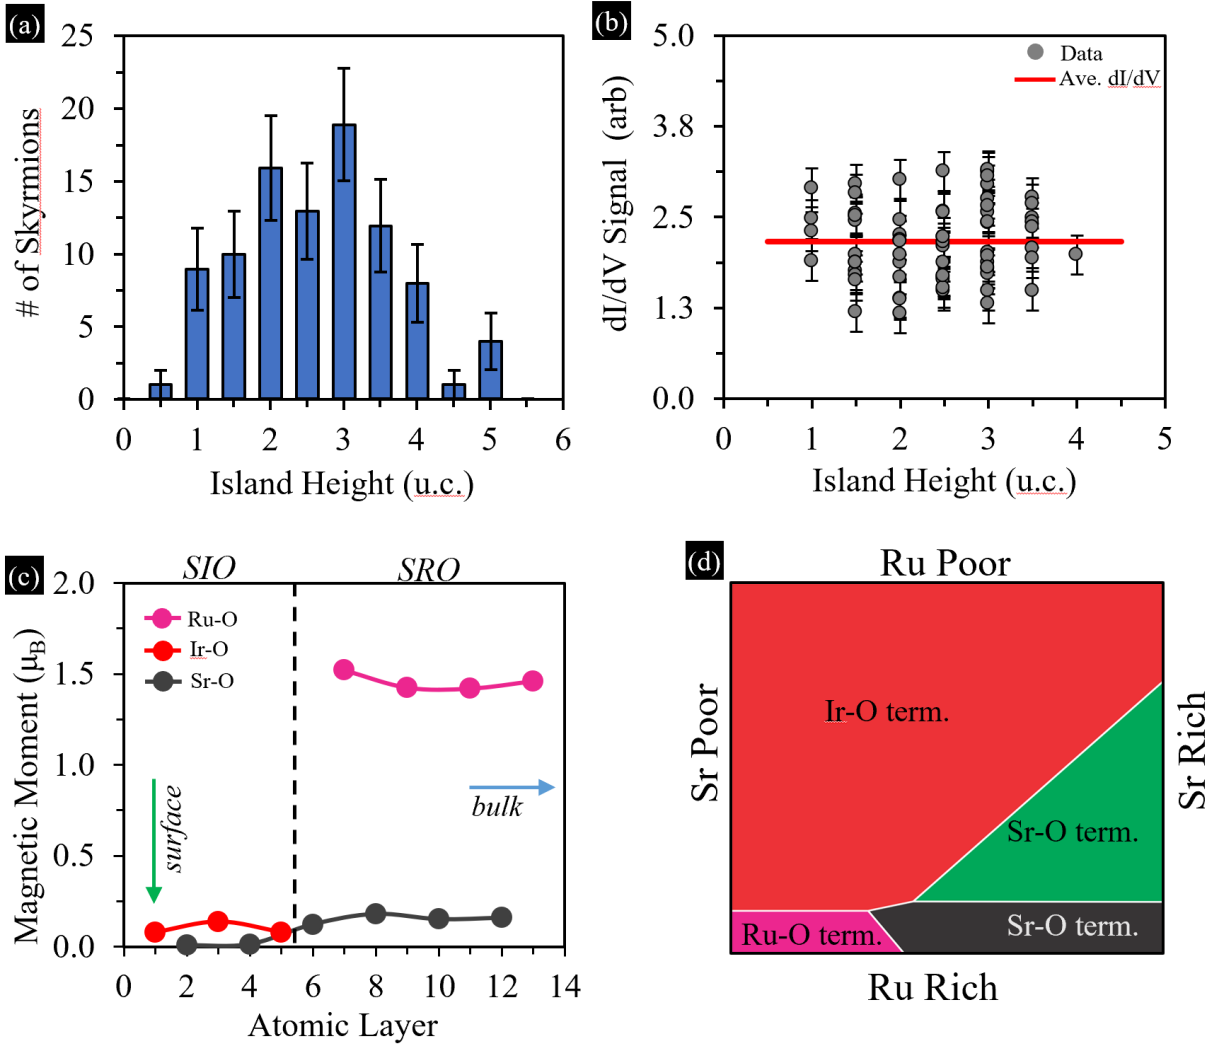 (a)
25
20
15
10
5
0
# of Skyrmions
0 1 2 3 4 5 6
Island Height (u.c.)
(b)
5.0
3.8
2.5
1.3
0.0
dI/dV Signal (arb)
Data
Ave. dI/dV
0 1 2 3 4 5
Island Height (u.c.)
(c)
SIO SRO
2.0
1.5
1.0
0.5
0.0
Magnetic Moment (μB)
Ru-O
Ir-O
Sr-O
surface
bulk
0 2 4 6 8 10 12 14
Atomic Layer
(d)
Ru Poor
Sr Poor
Sr Rich
Ir-O term.
Sr-O term.
Sr-O term.
Ru-O term.
Ru Rich